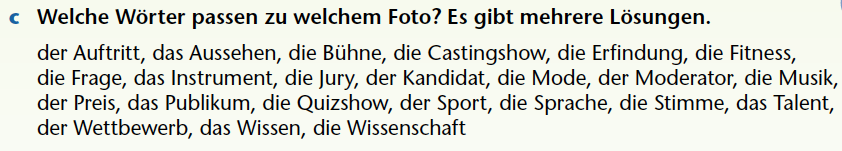 c Welche Wörter passen zu welchem Foto? Es gibt mehrere Lösungen.
der Auftritt, das Aussehen, die Bühne, die Castingshow, die Erfindung, die Fitness,
die Frage, das Instrument, die Jury, der Kandidat, die Mode, der Moderator, die Musik,
der Preis, das Publikum, die Quizshow, der Sport, die Sprache, die Stimme, das Talent,
der Wettbewerb, das Wissen, die Wissenschaft